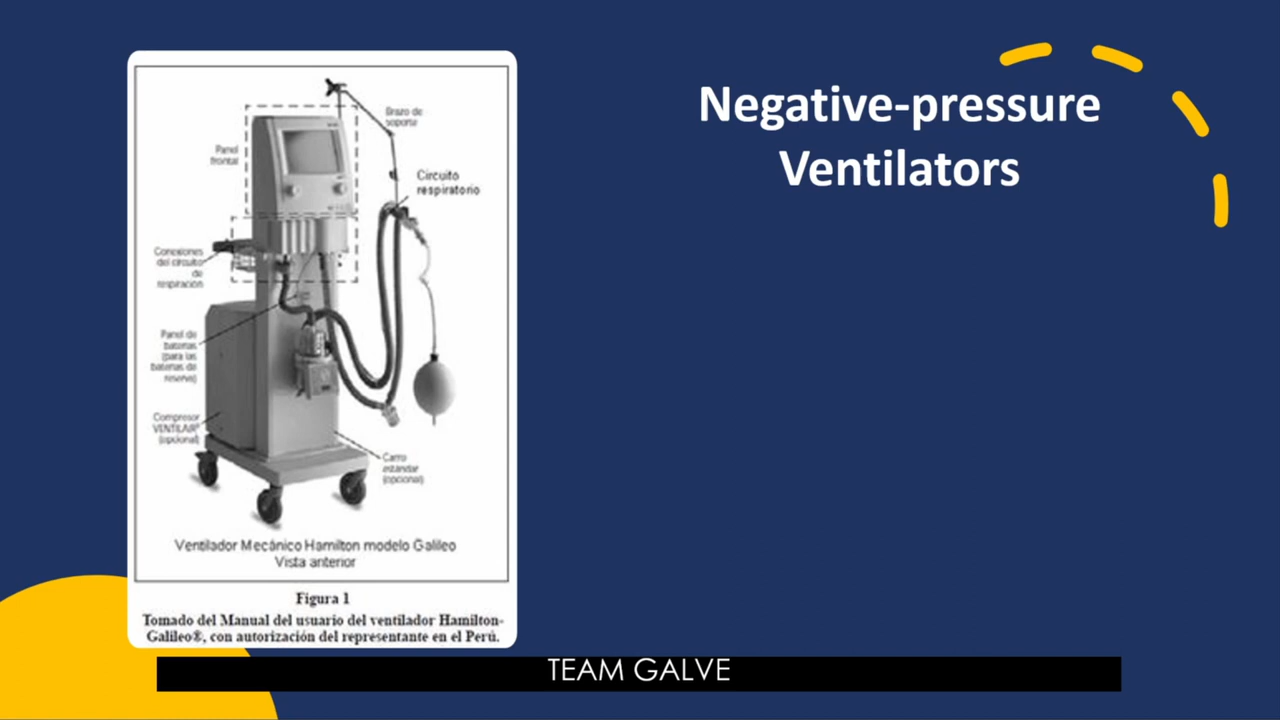 Negative-pressure
Ventilators
Brazo de
soporte
Panel
frontal
Circuito
respiratorio
Conexiones
del circuito
de
respiración
Panel de
baterías
(para las
baterías de
reserva)
Compresor
VENTILAIR®
(opcional)
Carro
estándar
(opcional)
Ventilador Mecánico Hamilton modelo Galileo
Vista anterior
Figura 1
Tomado del Manual del usuario del ventilador Hamilton-
Galileo®, con autorización del representante en el Perú.
TEAM GALVE